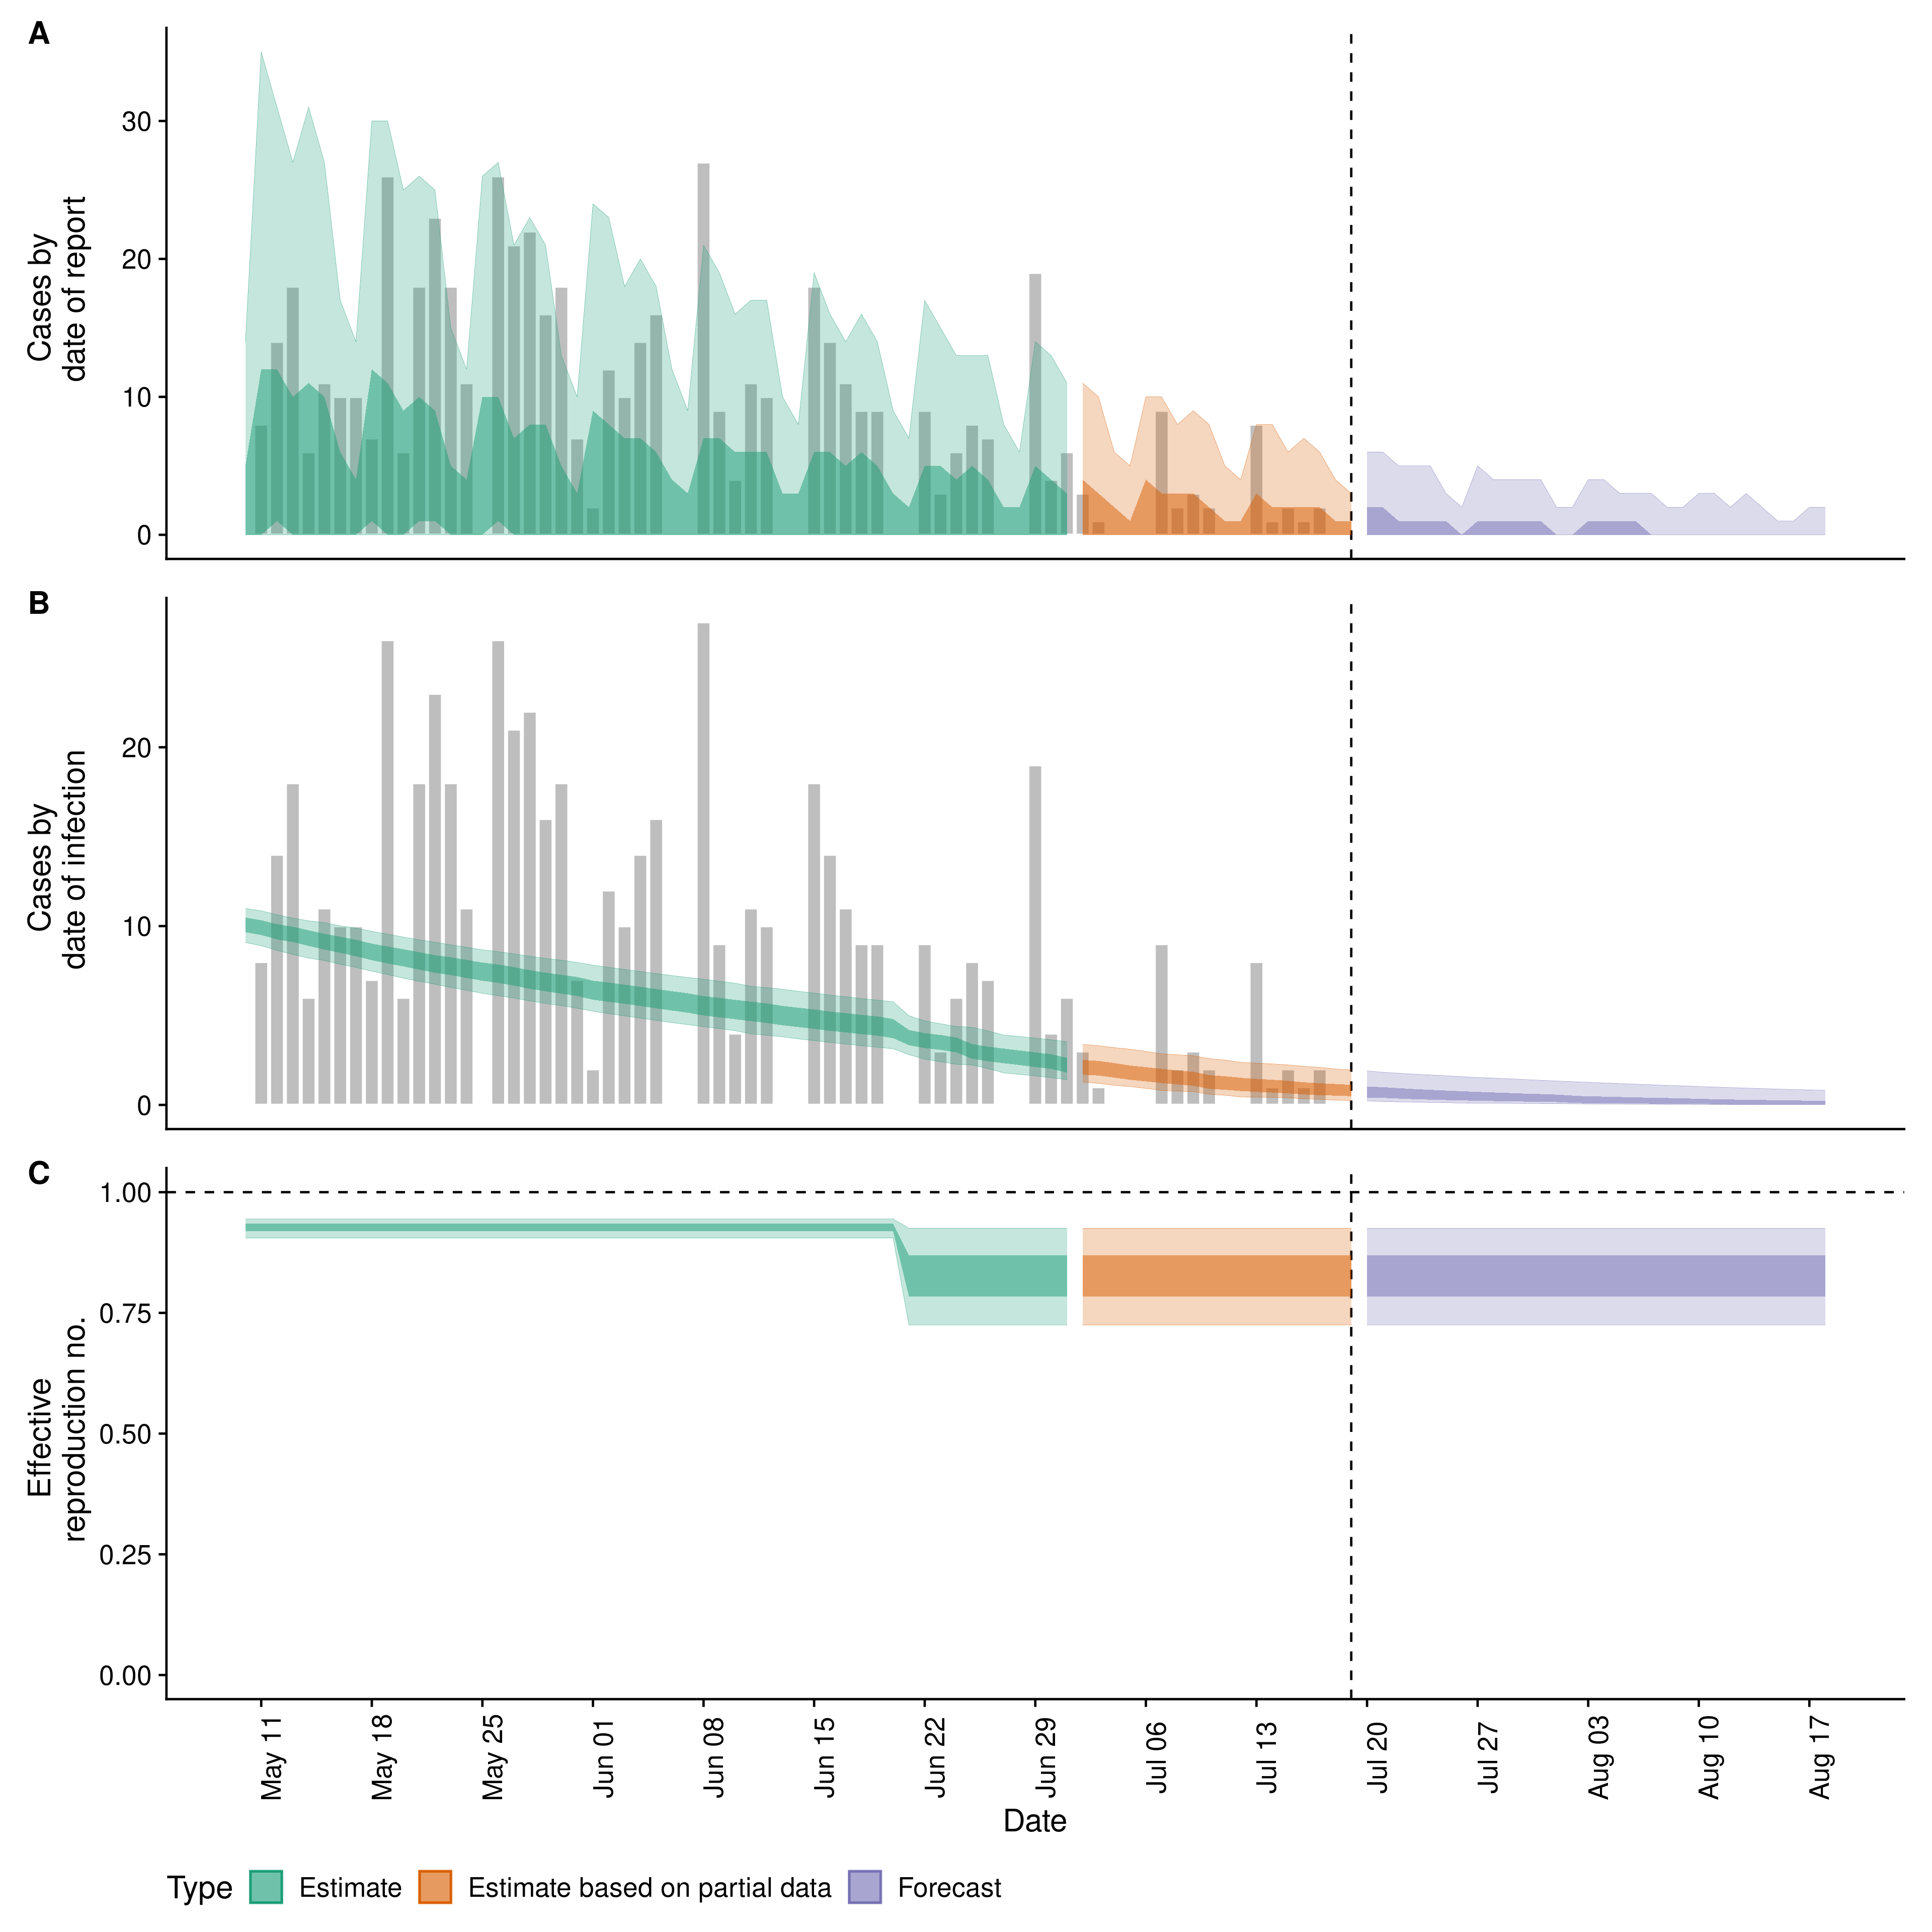 A
Cases by
date of report
30
20
10
0
B
Cases by
date of infection
20
10
0
C
Effective
reproduction no.
1.00
0.75
0.50
0.25
0.00
May 11
May 18
May 25
Jun 01
Jun 08
Jun 15
Jun 22
Jun 29
Jul 06
Jul 13
Jul 20
Jul 27
Aug 03
Aug 10
Aug 17
Date
Type Estimate Estimate based on partial data Forecast